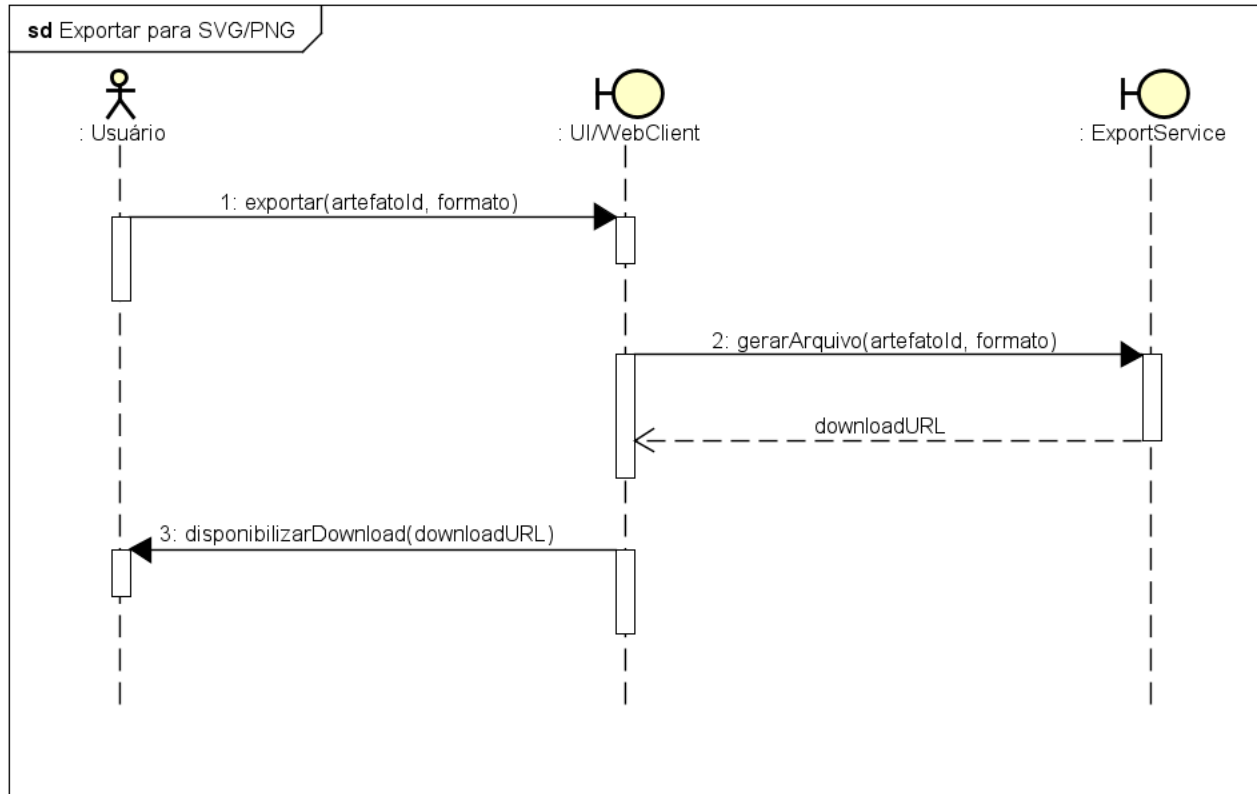 sd Exportar para SVG/PNG
: Usuário
: UI/WebClient
: ExportService
1: exportar(artefatoId, formato)
2: gerarArquivo(artefatoId, formato)
downloadURL
3: disponibilizarDownload(downloadURL)